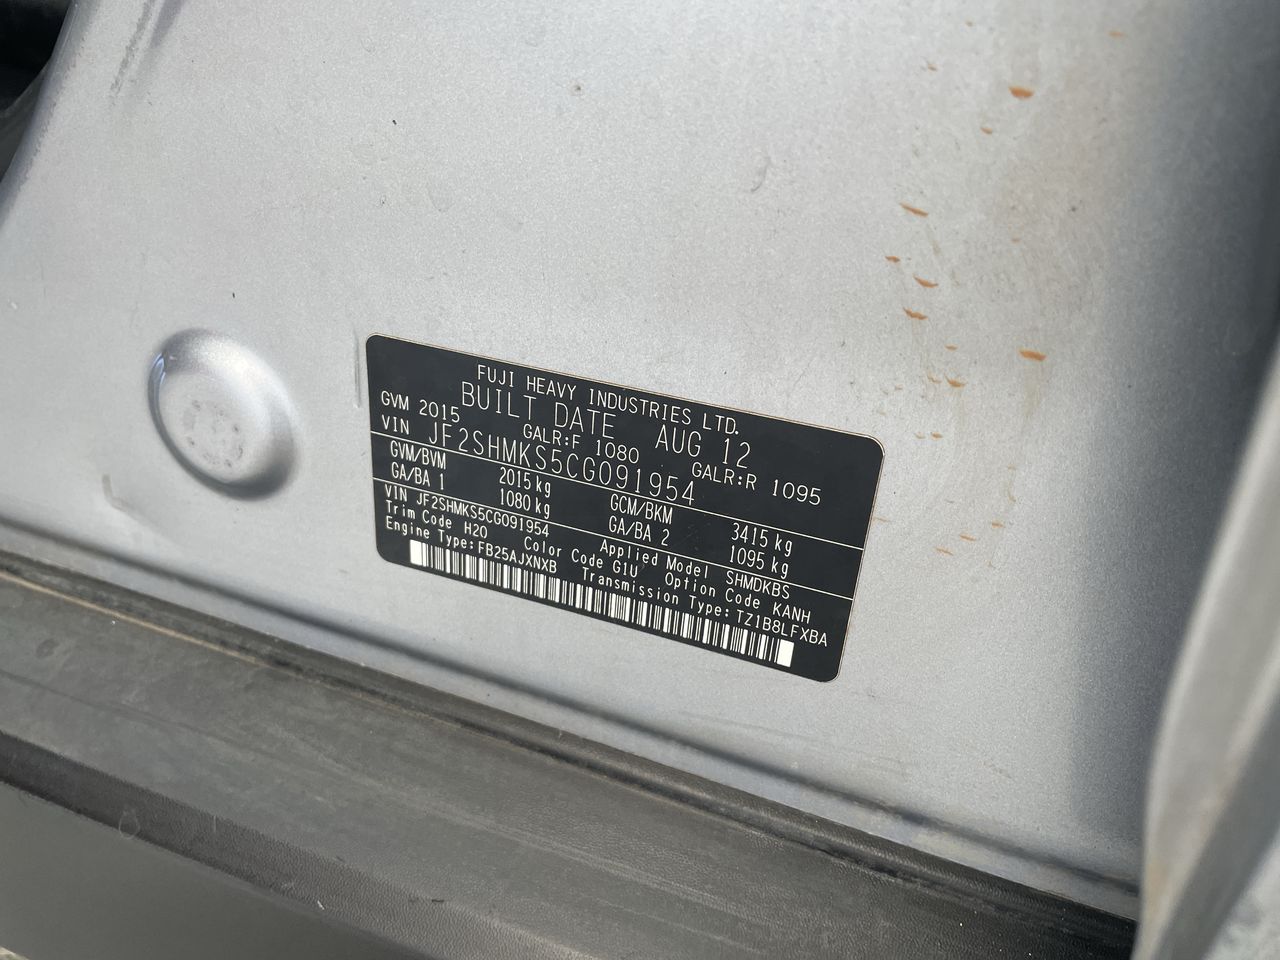 FUJI HEAVY INDUSTRIES LTD.
BUILT DATE AUG 12
GVM 2015 GALR:F 1080 GALR:R 1095
VIN JF2SHMKS5CG091954
GVM/BVM 2015 kg GCM/BKM 3415 kg
GA/BA 1 1080 kg GA/BA 2 1095 kg
VIN JF2SHMKS5CG091954 Applied Model SHMDKBS
Trim Code H20 Color Code G1U Option Code KANH
Engine Type:FB25AJXNXB Transmission Type:TZ1B8LFXBA